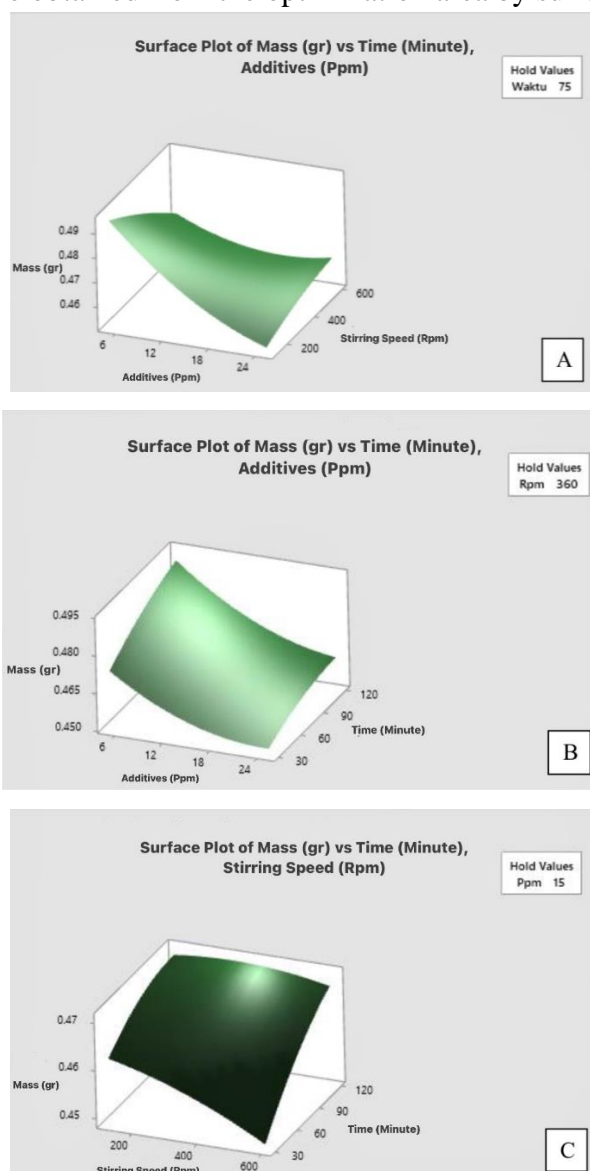 Surface Plot of Mass (gr) vs Time (Minute),
Additives (Ppm)
Hold Values
Waktu 75
0.49
0.48
Mass (gr)
0.47
0.46
600
400
Stirring Speed (Rpm)
200
6
12
18
24
Additives (Ppm)
A
Surface Plot of Mass (gr) vs Time (Minute),
Additives (Ppm)
Hold Values
Rpm 360
0.495
0.480
Mass (gr)
0.465
0.450
120
90
Time (Minute)
60
30
6
12
18
24
Additives (Ppm)
B
Surface Plot of Mass (gr) vs Time (Minute),
Stirring Speed (Rpm)
Hold Values
Ppm 15
0.47
0.46
Mass (gr)
0.45
120
90
Time (Minute)
60
30
200
400
600
Stirring Speed (Rpm)
C